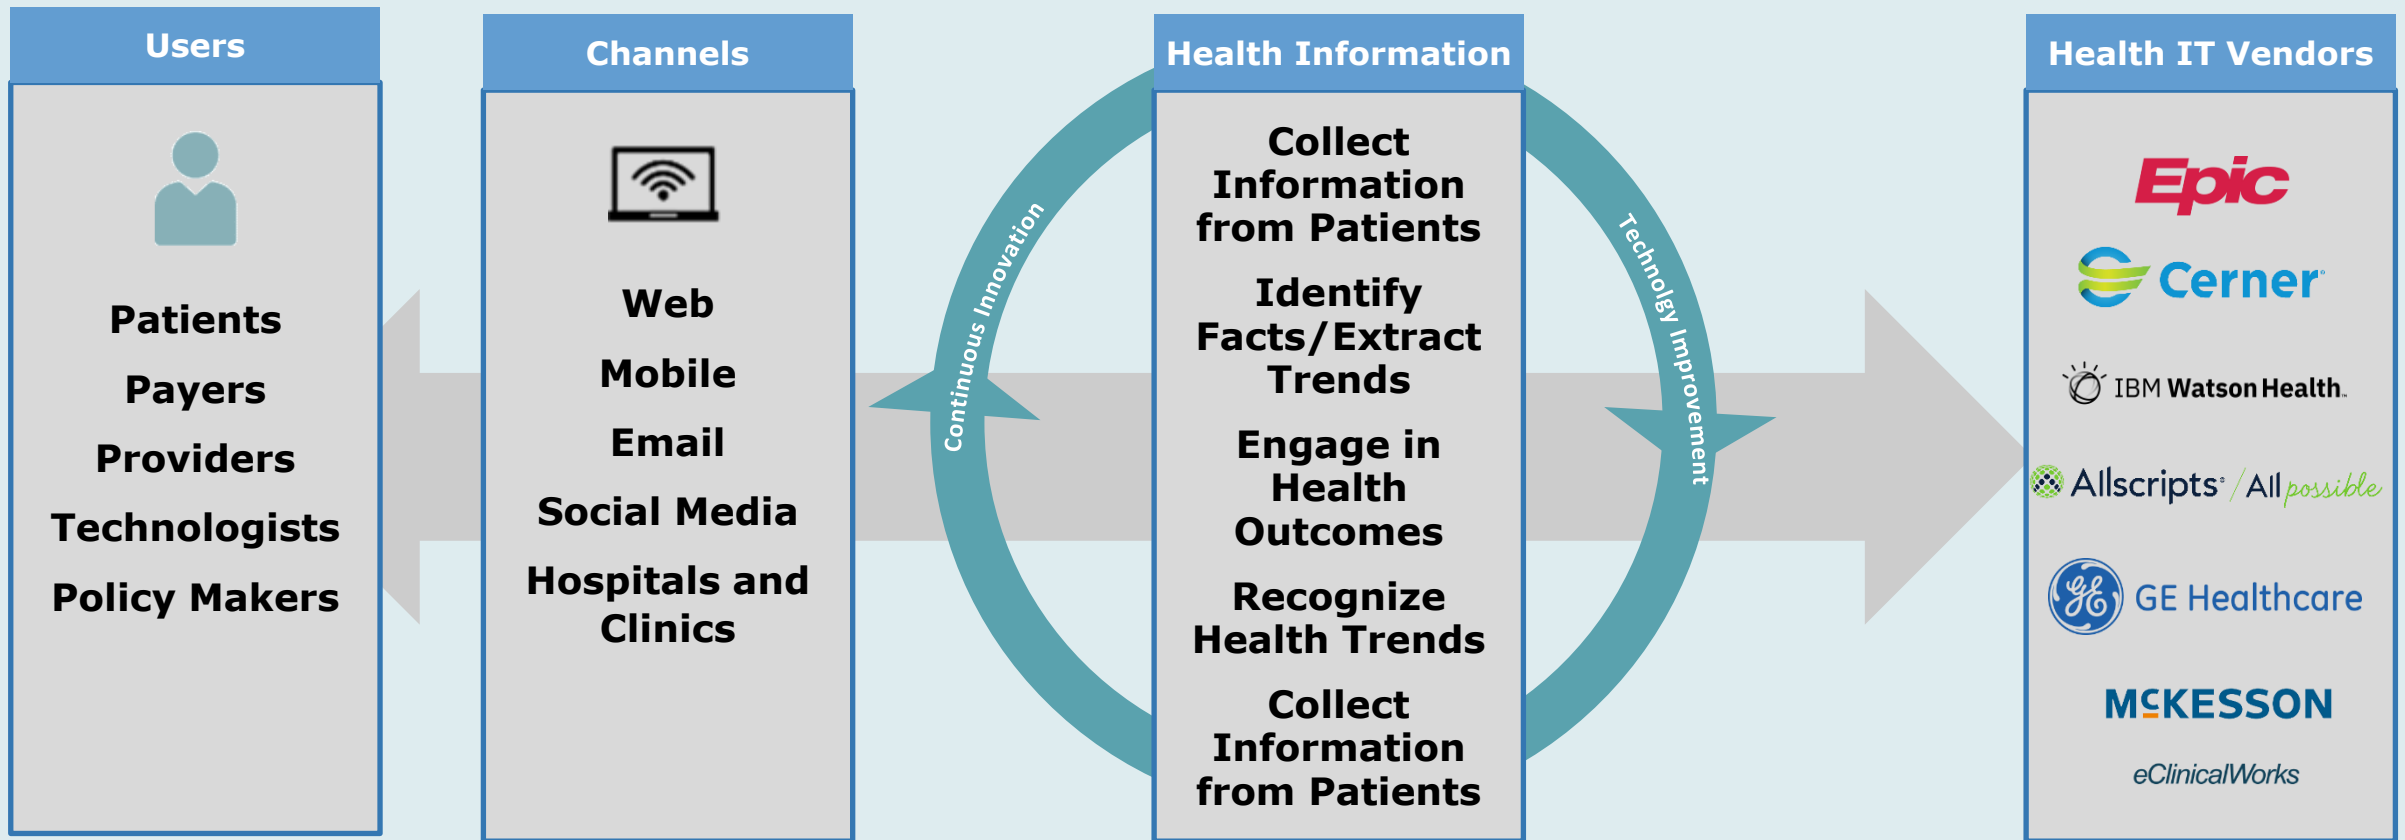 Users
Patients
Payers
Providers
Technologists
Policy Makers
Channels
Web
Mobile
Email
Social Media
Hospitals and
Clinics
Continuous Innovation
Health Information
Collect
Information
from Patients
Identify
Facts/Extract
Trends
Engage in
Health
Outcomes
Recognize
Health Trends
Collect
Information
from Patients
Technolgy Improvement
Health IT Vendors
Epic
Cerner
IBM Watson Health
Allscripts / All possible
GE GE Healthcare
McKESSON
eClinicalWorks